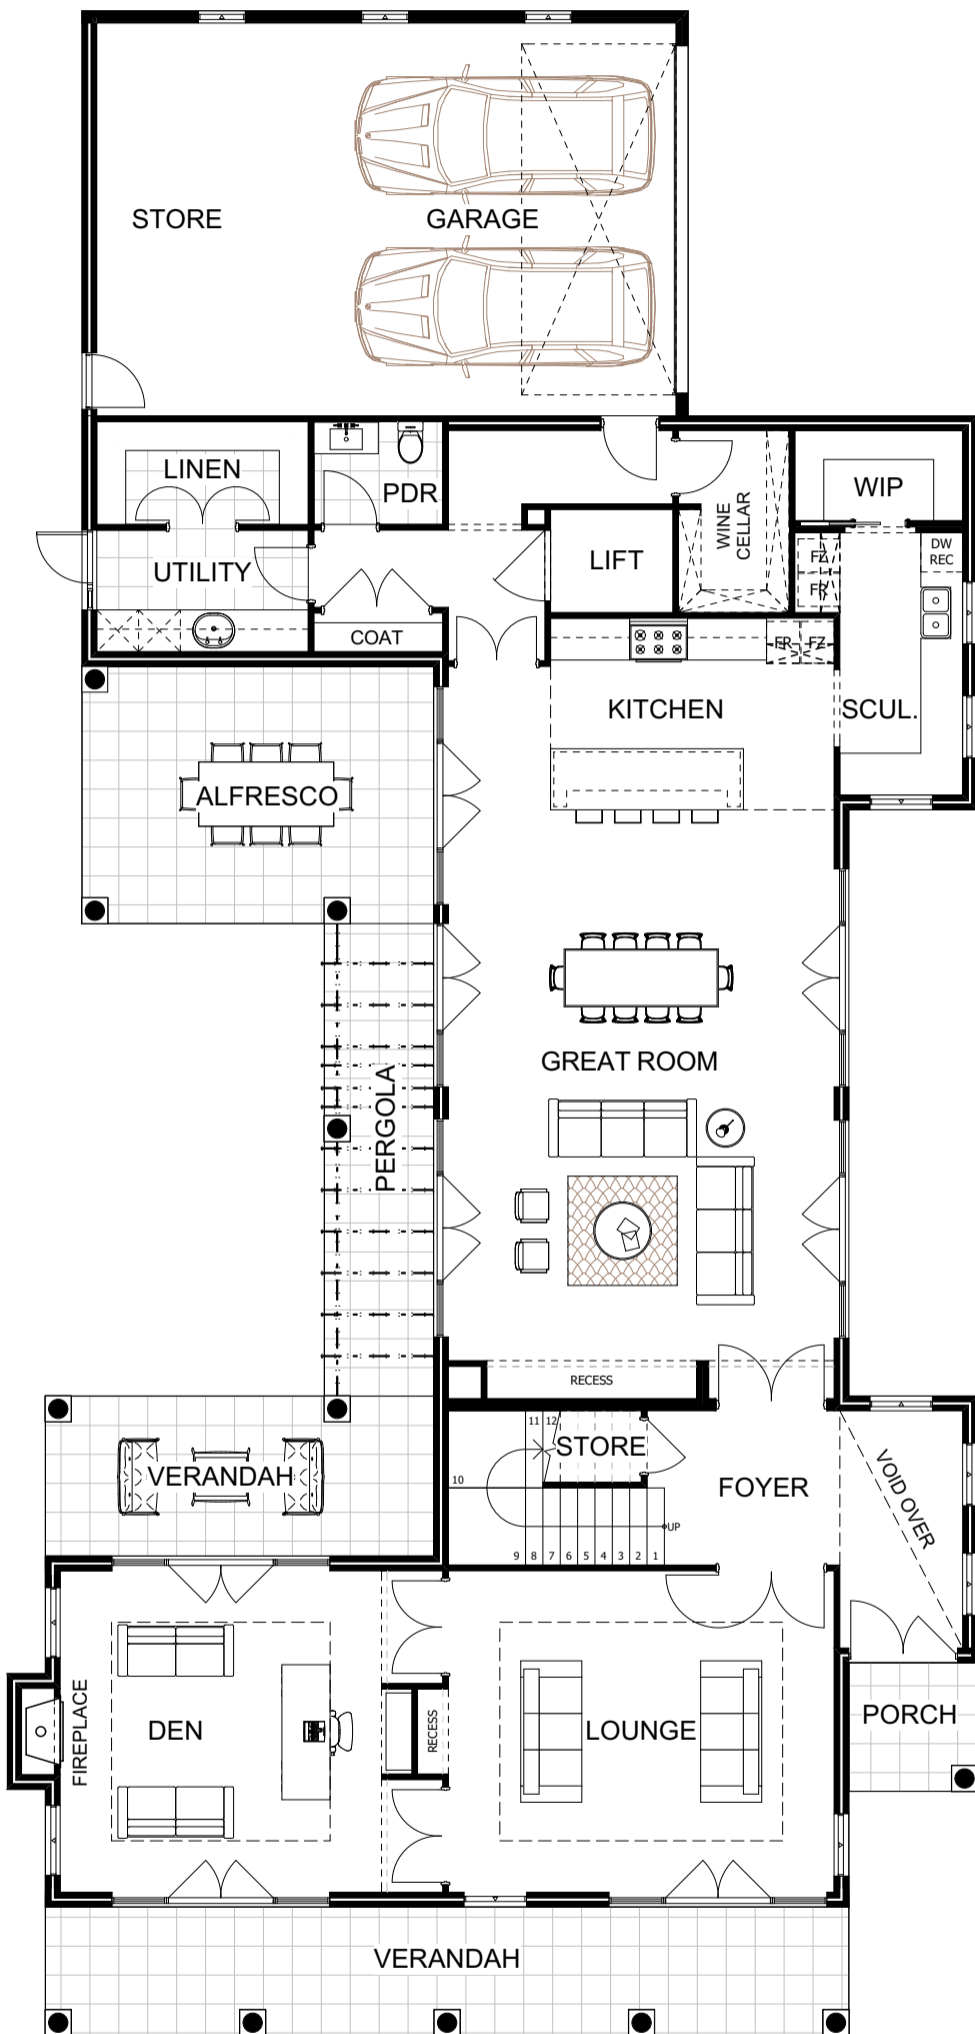 STORE
GARAGE
LINEN
PDR
WINE
CELLAR
WIP
UTILITY
LIFT
FZ
FR
DW
REC
COAT
FR
FZ
KITCHEN
SCUL.
ALFRESCO
GREAT ROOM
PERGOLA
RECESS
11
12
STORE
10
VERANDAH
FOYER
VOID OVER
UP
9
8
7
6
5
4
3
2
1
FIREPLACE
DEN
RECESS
LOUNGE
PORCH
VERANDAH